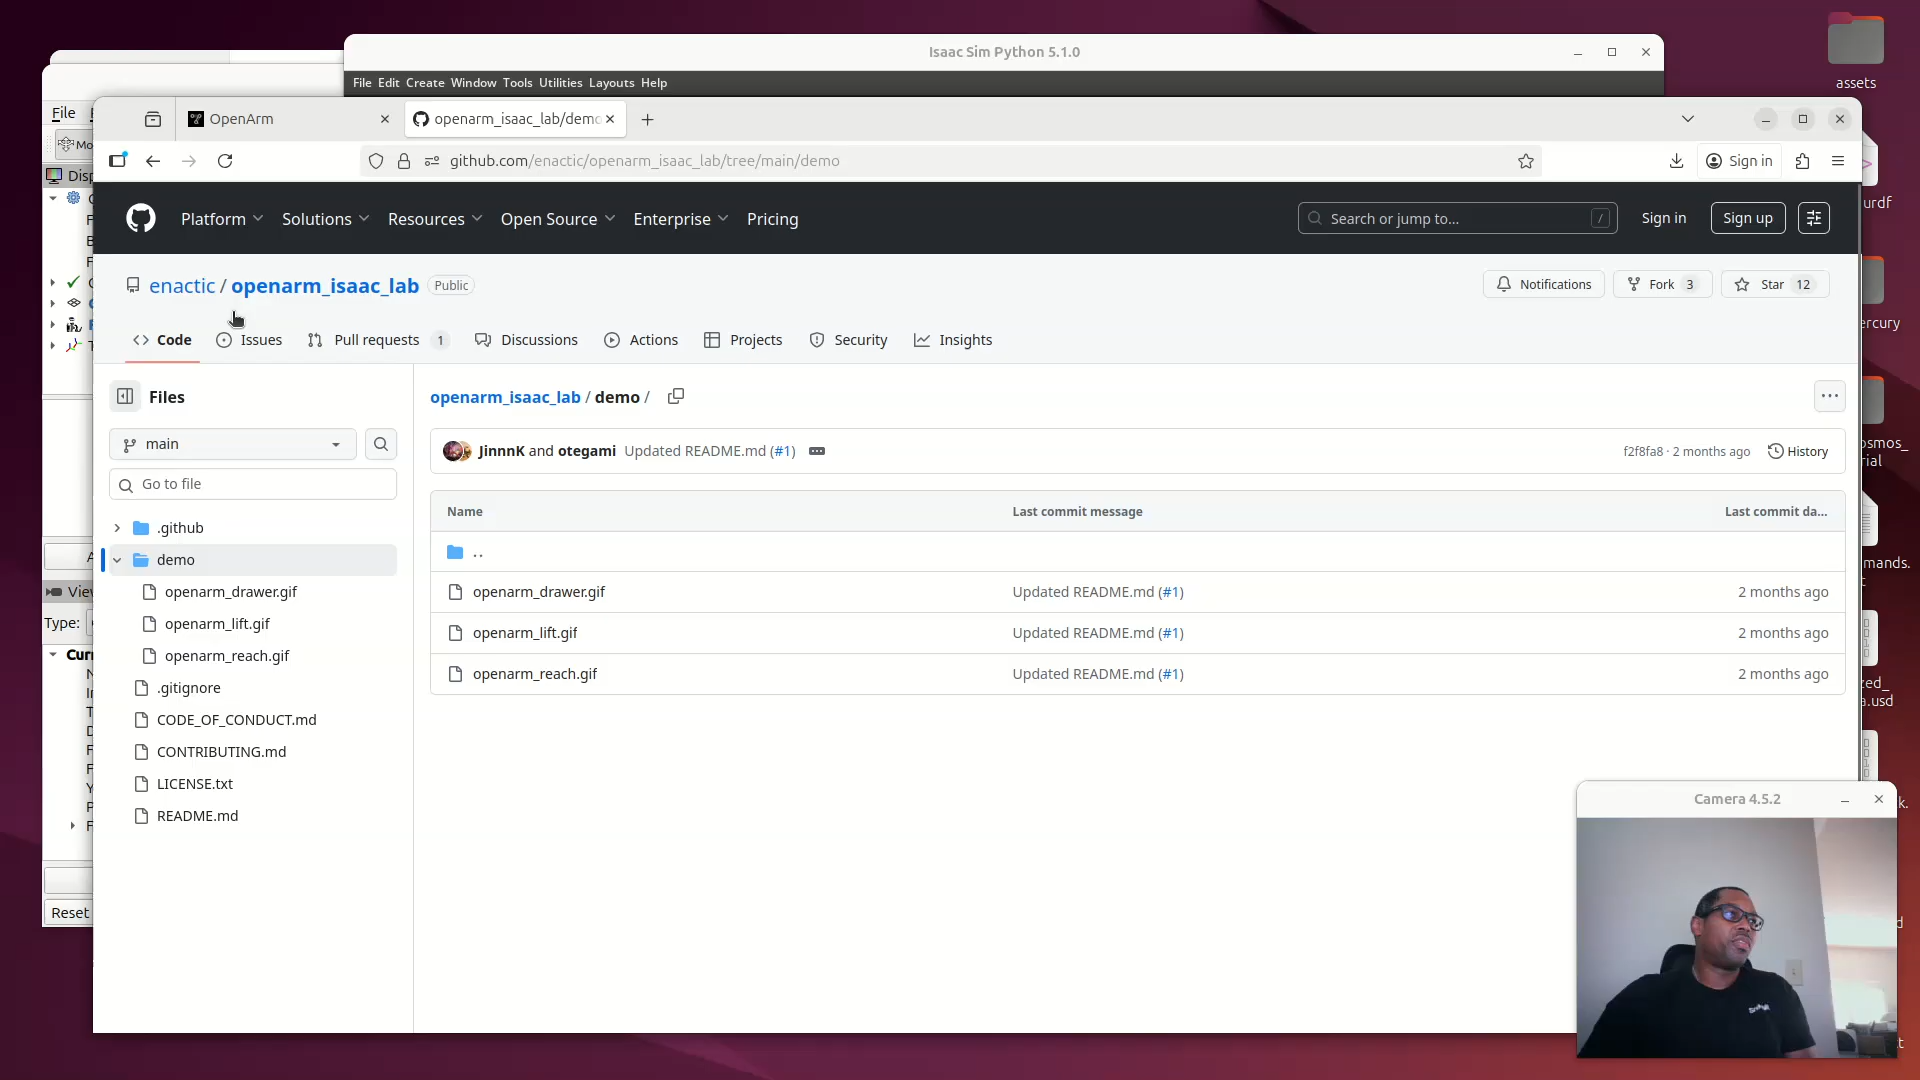 Isaac Sim Python 5.1.0
File Edit Create Window Tools Utilities Layouts Help
assets
File
OpenArm
openarm_isaac_lab/demo
github.com/enactic/openarm_isaac_lab/tree/main/demo
Sign in
Platform
Solutions
Resources
Open Source
Enterprise
Pricing
Search or jump to...
/
Sign in
Sign up
urdf
enactic / openarm_isaac_lab
Public
Notifications
Fork 3
Star 12
Code
Issues
Pull requests 1
Discussions
Actions
Projects
Security
Insights
Files
main
Go to file
.github
demo
openarm_drawer.gif
openarm_lift.gif
openarm_reach.gif
.gitignore
CODE_OF_CONDUCT.md
CONTRIBUTING.md
LICENSE.txt
README.md
openarm_isaac_lab / demo /
JinnnK and otegami Updated README.md (#1)
f2f8fa8 · 2 months ago
History
Name
Last commit message
Last commit da...
..
openarm_drawer.gif
Updated README.md (#1)
2 months ago
openarm_lift.gif
Updated README.md (#1)
2 months ago
openarm_reach.gif
Updated README.md (#1)
2 months ago
Type:
Reset
Camera 4.5.2